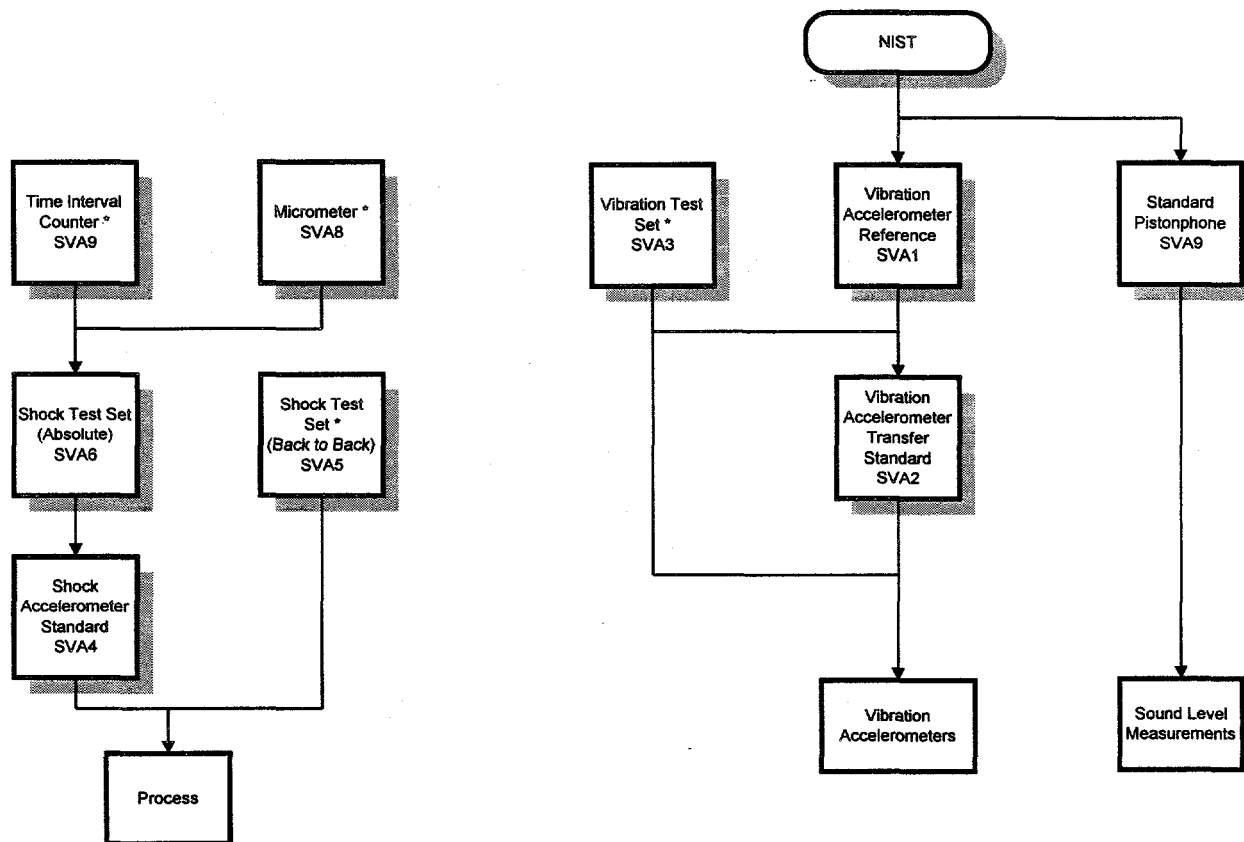 NIST
Time Interval
Counter *
SVA9
Micrometer *
SVA8
Vibration Test
Set *
SVA3
Vibration
Accelerometer
Reference
SVA1
Standard
Pistonphone
SVA9
Shock Test Set
(Absolute)
SVA6
Shock Test
Set *
(Back to Back)
SVA5
Vibration
Accelerometer
Transfer
Standard
SVA2
Shock
Accelerometer
Standard
SVA4
Vibration
Accelerometers
Sound Level
Measurements
Process